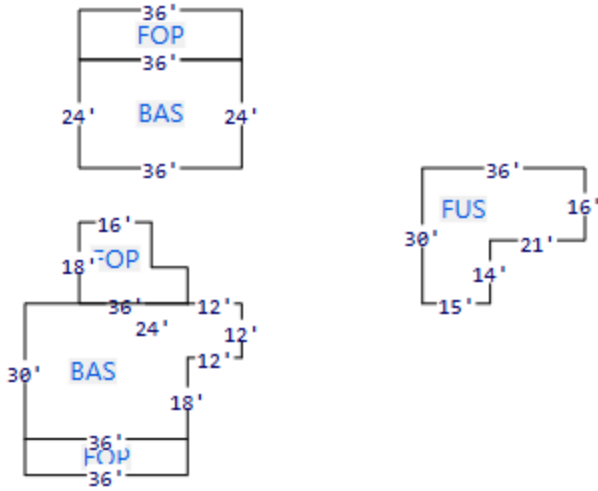 36'
FOP
36'
24' BAS 24'
36'
36'
FUS 16'
30' 21'
14'
15'
16'
18' FOP
36' 12'
24' 12'
12'
30' BAS
18'
36'
FOP
36'